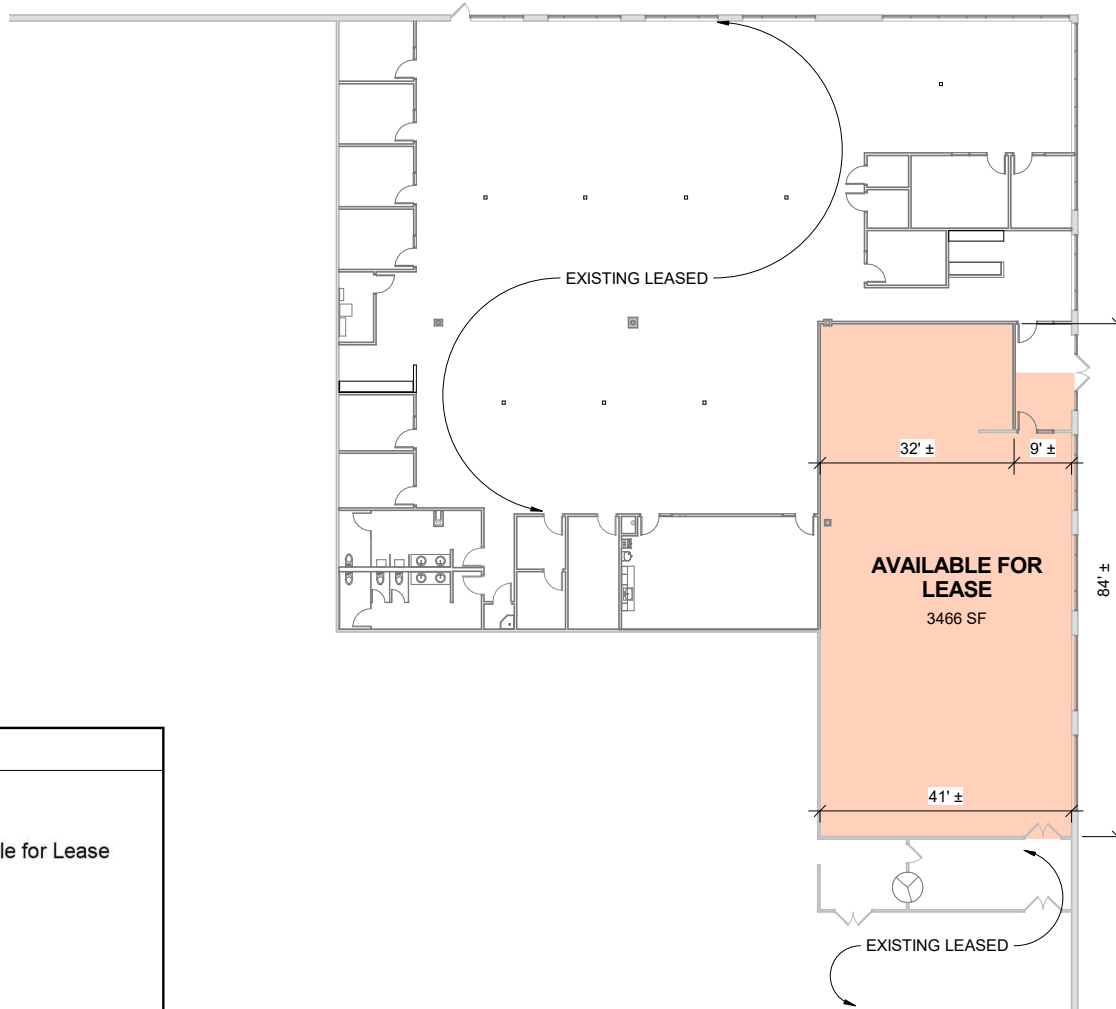 EXISTING LEASED
32' ±
9' ±
AVAILABLE FOR
LEASE
3466 SF
84' ±
41' ±
le for Lease
EXISTING LEASED